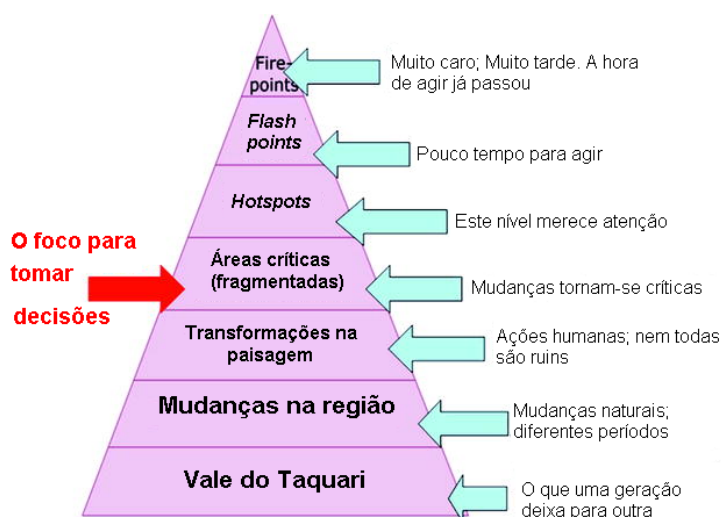 Fire-
points
Muito caro; Muito tarde. A hora
de agir já passou
Flash
points
Pouco tempo para agir
Hotspots
Este nível merece atenção
O foco para
tomar
decisões
Áreas críticas
(fragmentadas)
Mudanças tornam-se críticas
Transformações na
paisagem
Ações humanas; nem todas
são ruins
Mudanças na região
Mudanças naturais;
diferentes períodos
Vale do Taquari
O que uma geração
deixa para outra